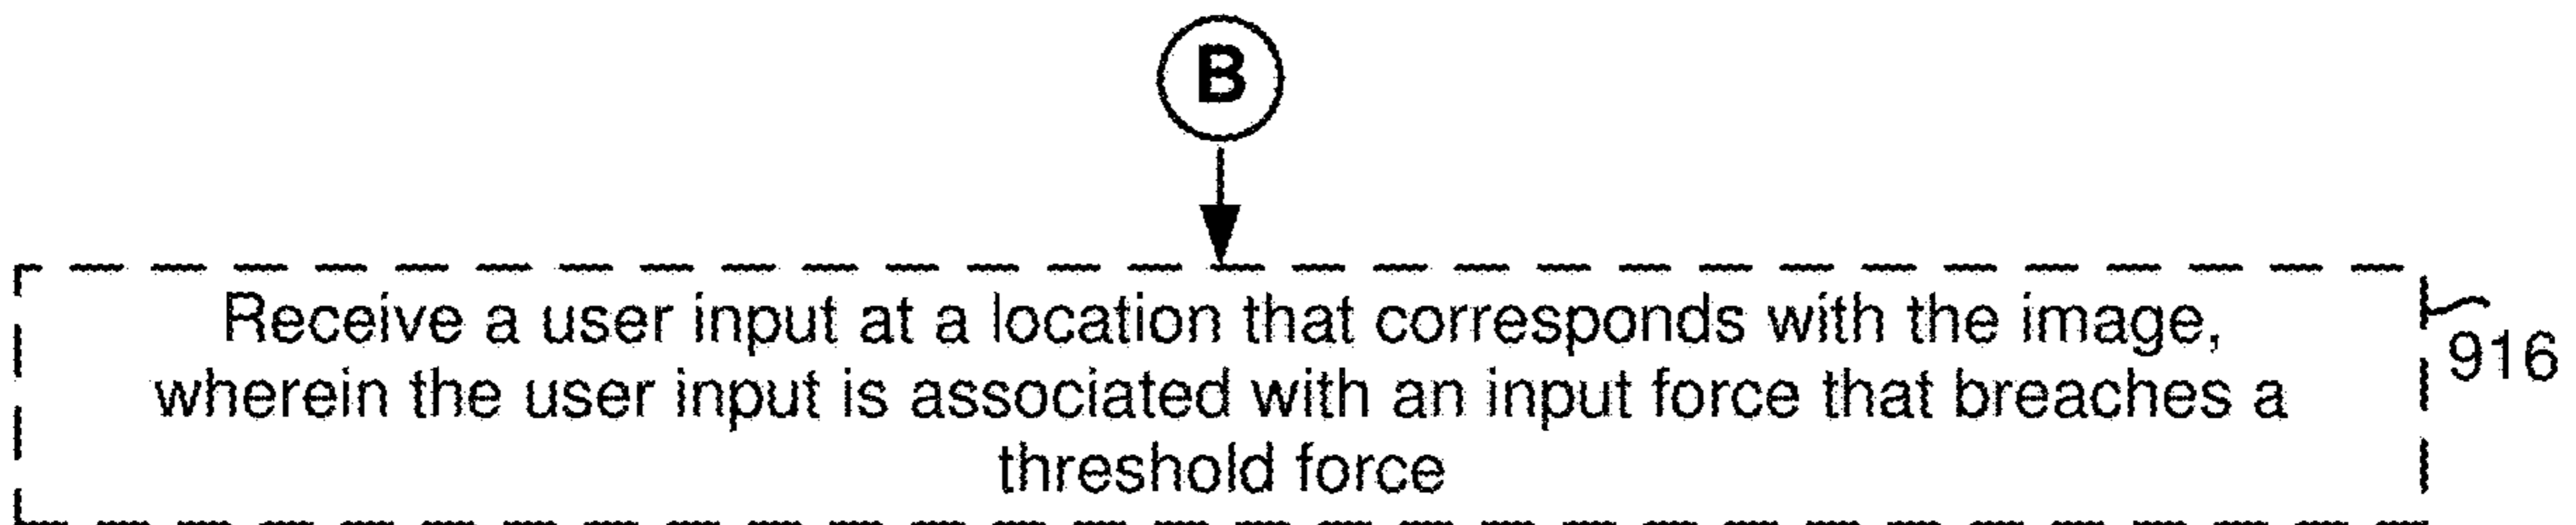 B
Receive a user input at a location that corresponds with the image,
wherein the user input is associated with an input force that breaches a
threshold force
916